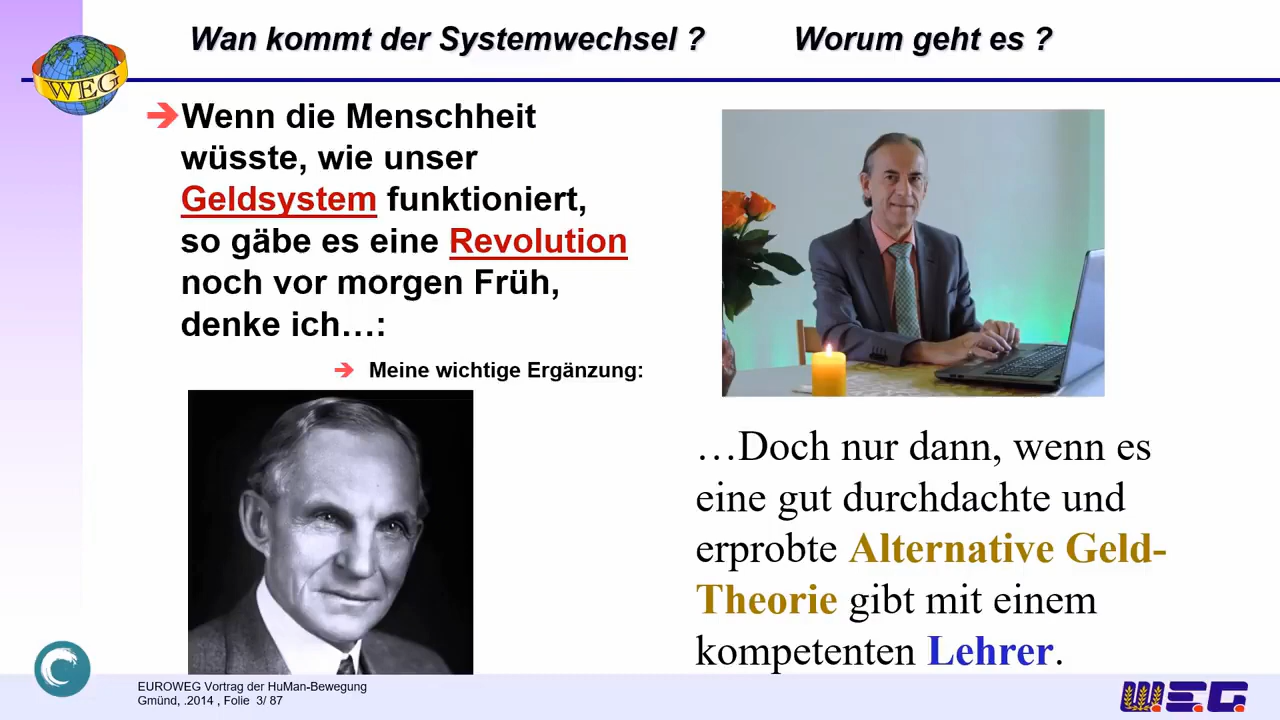 Wan kommt der Systemwechsel ? Worum geht es ?
WEG
Wenn die Menschheit
wüsste, wie unser
Geldsystem funktioniert,
so gäbe es eine Revolution
noch vor morgen Früh,
denke ich…:
Meine wichtige Ergänzung:
…Doch nur dann, wenn es
eine gut durchdachte und
erprobte Alternative Geld-
Theorie gibt mit einem
kompetenten Lehrer.
EUROWEG Vortrag der HuMan-Bewegung
Gmünd, .2014 , Folie 3/ 87
W.E.G.